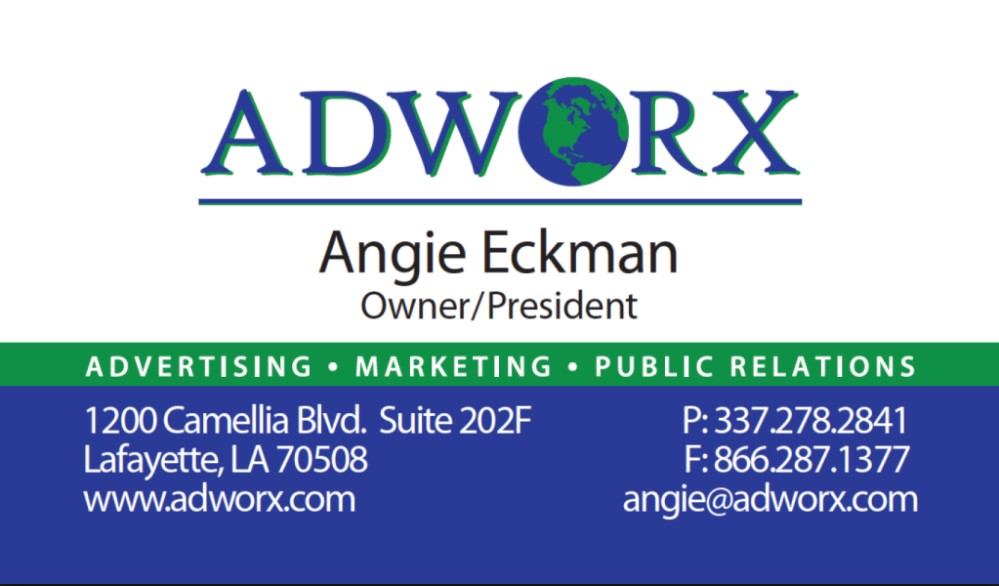 ADWORX
Angie Eckman
Owner/President
ADVERTISING • MARKETING • PUBLIC RELATIONS
1200 Camellia Blvd. Suite 202F
Lafayette, LA 70508
www.adworx.com
P: 337.278.2841
F: 866.287.1377
angie@adworx.com